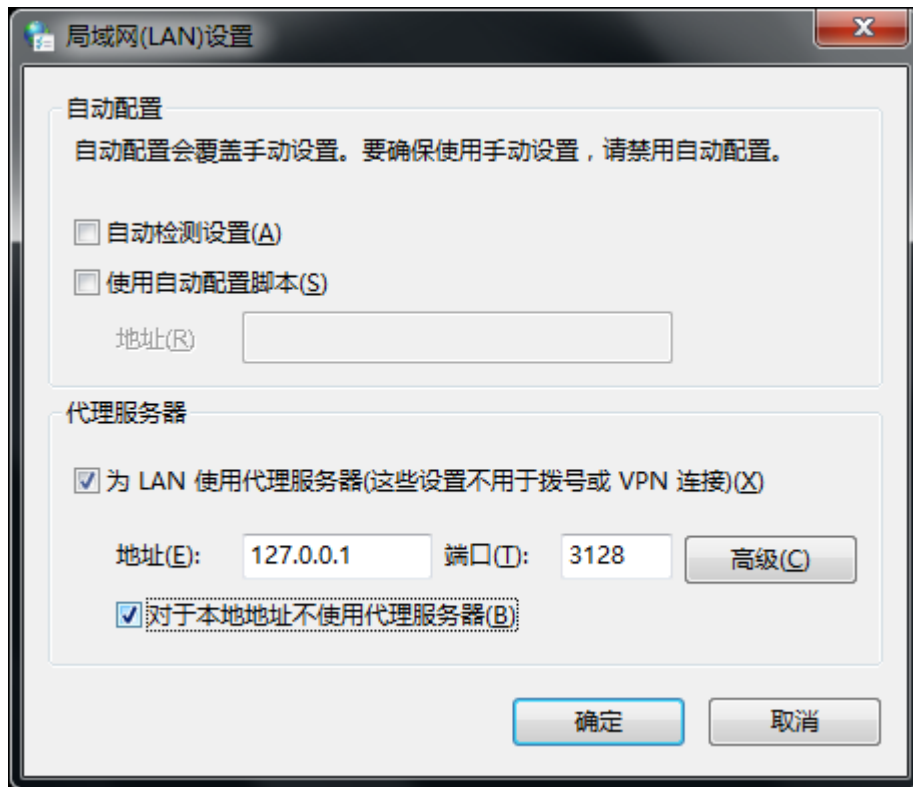 局域网(LAN)设置
自动配置
自动配置会覆盖手动设置。要确保使用手动设置，请禁用自动配置。
自动检测设置(A)
使用自动配置脚本(S)
地址(R)
代理服务器
为 LAN 使用代理服务器(这些设置不用于拨号或 VPN 连接)(X)
地址(E): 127.0.0.1 端口(T): 3128 高级(C)
对于本地地址不使用代理服务器(B)
确定 取消